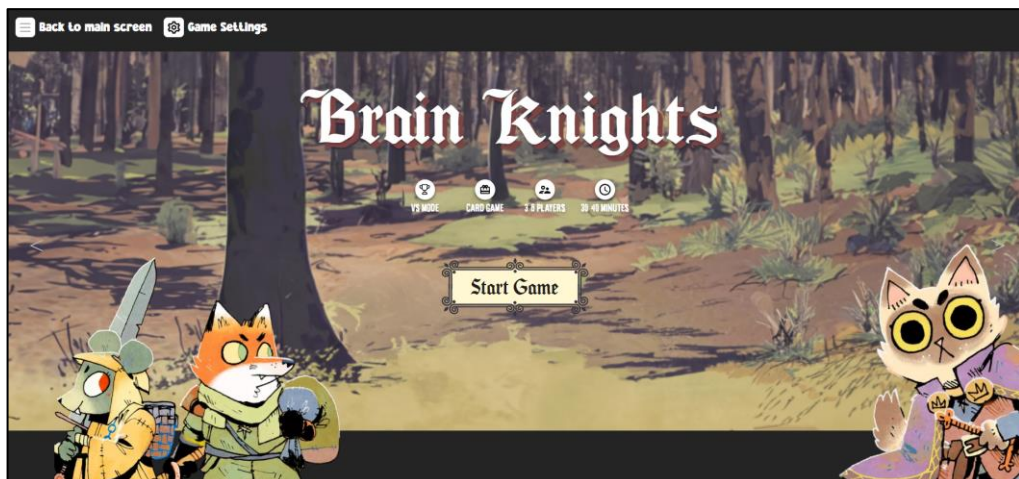 Back to main screen Game Settings
Brain Knights
VS MODE CARD GAME 3-8 PLAYERS 30-40 MINUTES
Start Game